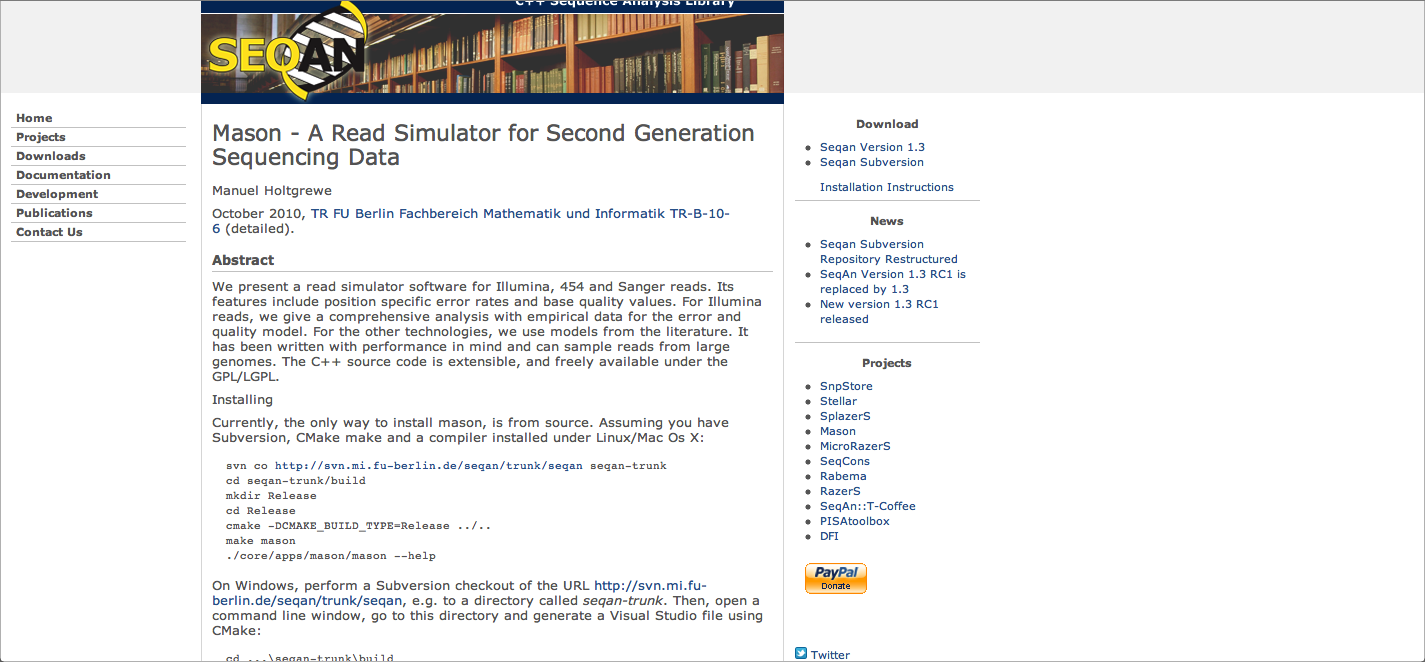 C++ Sequence Analysis Library
SEQAN
Home
Projects
Downloads
Documentation
Development
Publications
Contact Us
Mason - A Read Simulator for Second Generation
Sequencing Data
Manuel Holtgrewe
October 2010, TR FU Berlin Fachbereich Mathematik und Informatik TR-B-10-
6 (detailed).
Abstract
We present a read simulator software for Illumina, 454 and Sanger reads. Its
features include position specific error rates and base quality values. For Illumina
reads, we give a comprehensive analysis with empirical data for the error and
quality model. For the other technologies, we use models from the literature. It
has been written with performance in mind and can sample reads from large
genomes. The C++ source code is extensible, and freely available under the
GPL/LGPL.
Installing
Currently, the only way to install mason, is from source. Assuming you have
Subversion, CMake make and a compiler installed under Linux/Mac Os X:
svn co http://svn.mi.fu-berlin.de/seqan/trunk/seqan seqan-trunk
cd seqan-trunk/build
mkdir Release
cd Release
cmake -DCMAKE_BUILD_TYPE=Release ../..
make mason
./core/apps/mason/mason --help
On Windows, perform a Subversion checkout of the URL http://svn.mi.fu-
berlin.de/seqan/trunk/seqan, e.g. to a directory called seqan-trunk. Then, open a
command line window, go to this directory and generate a Visual Studio file using
CMake:
cd ...\seqan-trunk\build
Download
Seqan Version 1.3
Seqan Subversion
Installation Instructions
News
Seqan Subversion
Repository Restructured
SeqAn Version 1.3 RC1 is
replaced by 1.3
New version 1.3 RC1
released
Projects
SnpStore
Stellar
SplazerS
Mason
MicroRazerS
SeqCons
Rabema
RazerS
SeqAn::T-Coffee
PISAtoolbox
DFI
PayPal
Donate
Twitter